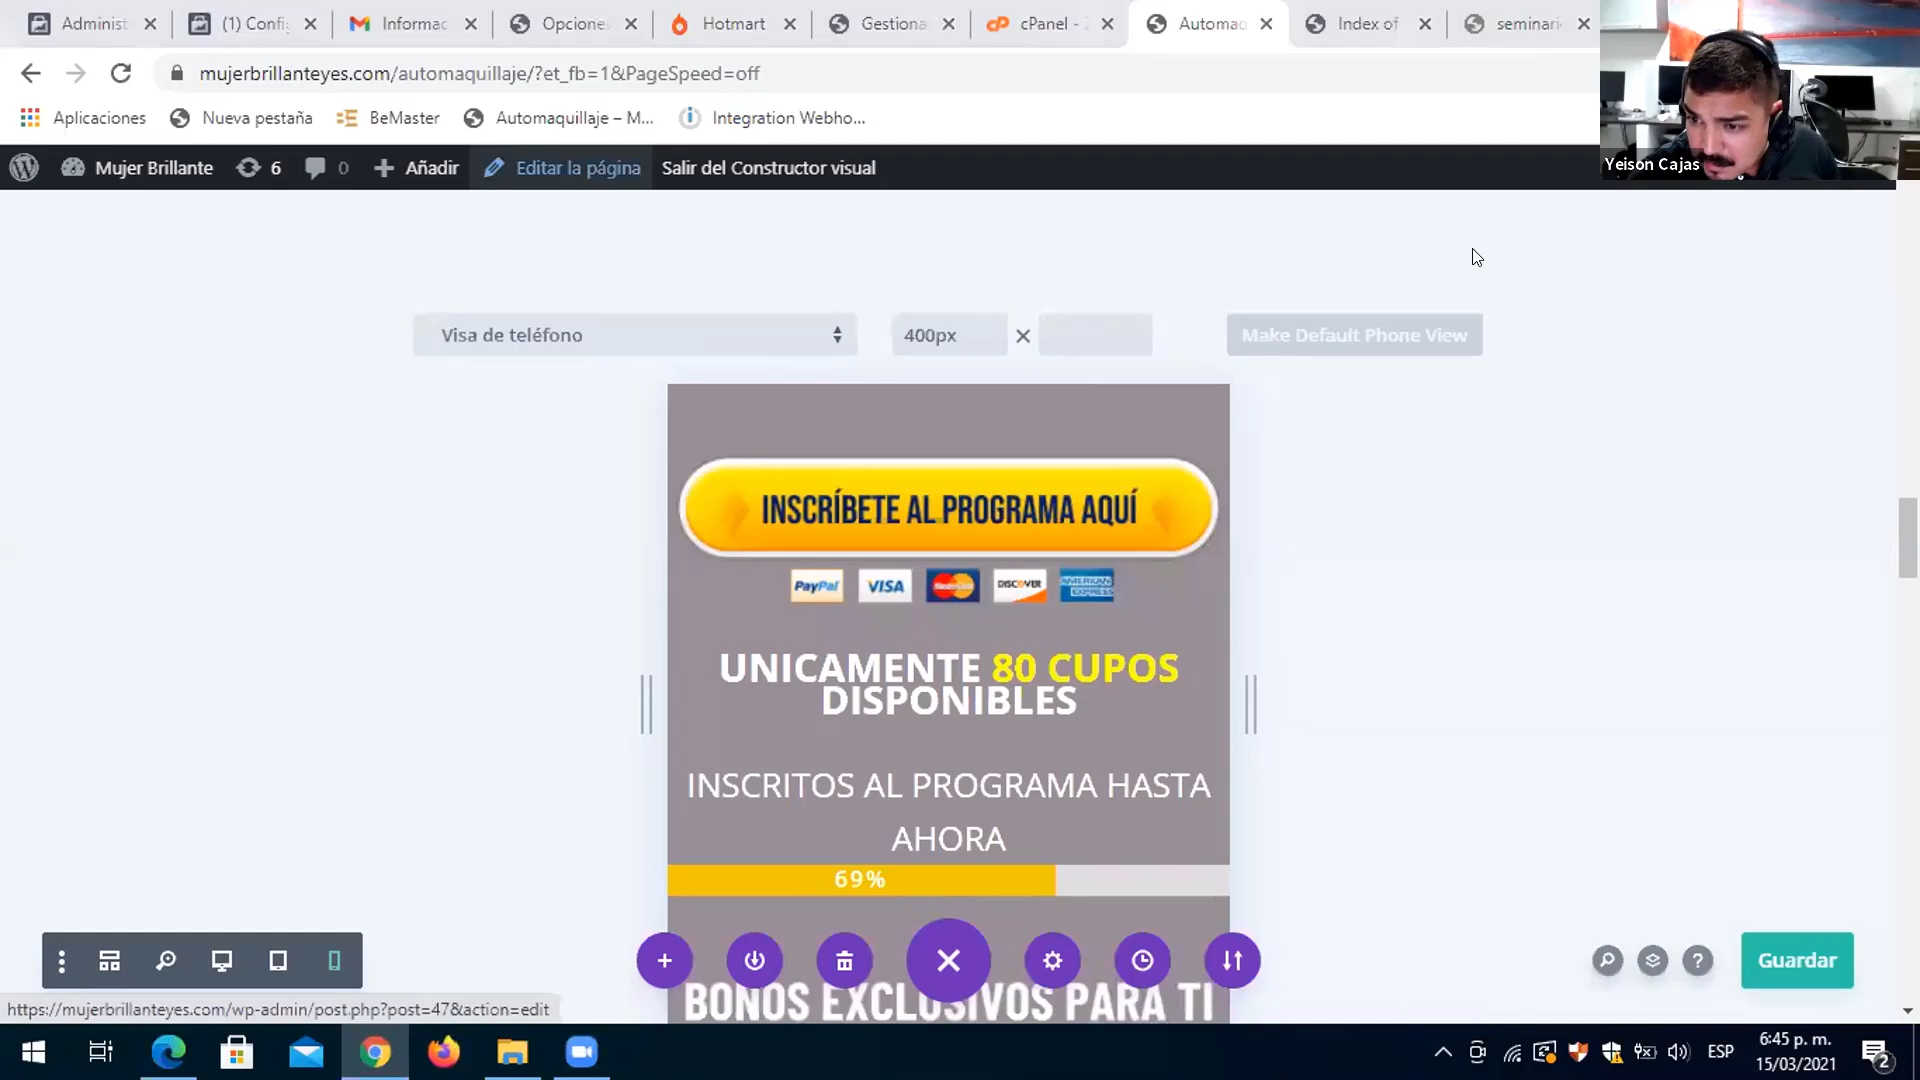 Administ
(1) Config
Informac
Opcione
Hotmart
Gestiona
cPanel - Z
Automaq
Index of
seminari
mujerbrillanteyes.com/automaquillaje/?et_fb=1&PageSpeed=off
Aplicaciones
Nueva pestaña
BeMaster
Automaquillaje – M...
Integration Webho...
Mujer Brillante
6
0
Añadir
Editar la página
Salir del Constructor visual
Yeison Cajas
Visa de teléfono
400px
Make Default Phone View
INSCRÍBETE AL PROGRAMA AQUÍ
PayPal
VISA
MasterCard
DISCOVER
AMERICAN EXPRESS
UNICAMENTE 80 CUPOS
DISPONIBLES
INSCRITOS AL PROGRAMA HASTA
AHORA
69%
BONOS EXCLUSIVOS PARA TI
Guardar
https://mujerbrillanteyes.com/wp-admin/post.php?post=47&action=edit
ESP
6:45 p. m.
15/03/2021
2